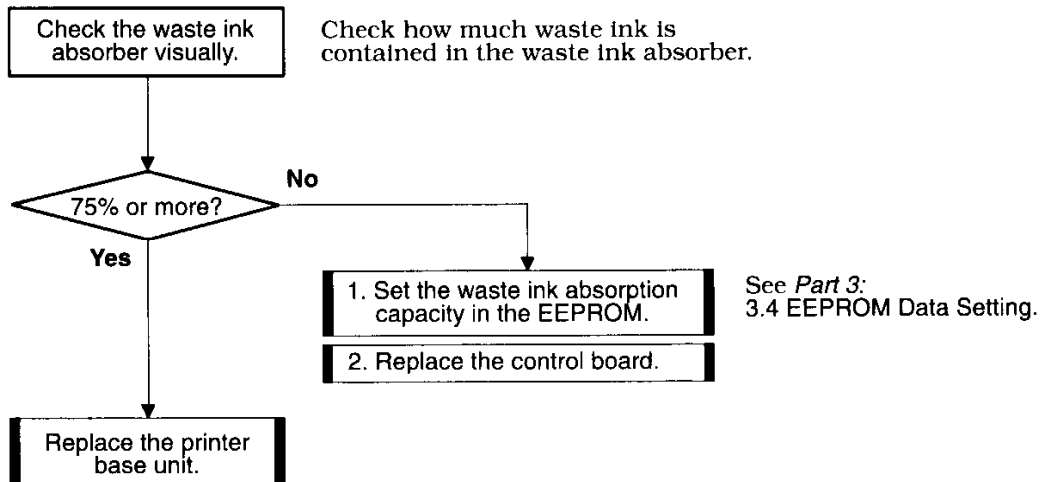 Check the waste ink
absorber visually.
Check how much waste ink is
contained in the waste ink absorber.
75% or more?
No
Yes
1. Set the waste ink absorption
capacity in the EEPROM.
See Part 3:
3.4 EEPROM Data Setting.
2. Replace the control board.
Replace the printer
base unit.